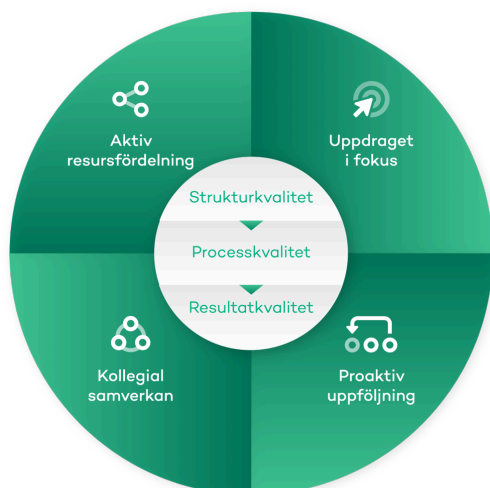 Aktiv
resursfördelning
Uppdraget
i fokus
Strukturkvalitet
Processkvalitet
Resultatkvalitet
Kollegial
samverkan
Proaktiv
uppföljning